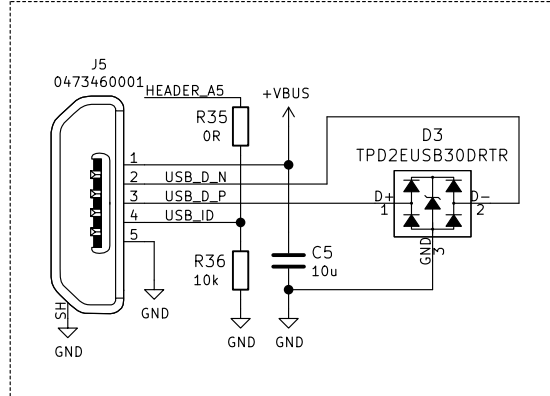 J5
0473460001
HEADER_A5
+VBUS
R35
0R
D3
TPD2EUSB30DRTR
1
2 USB_D_N
3 USB_D_P
4 USB_ID
5
D+ D-
1 2
GND 3
R36
10k
C5
10u
SH
GND
GND
GND
GND